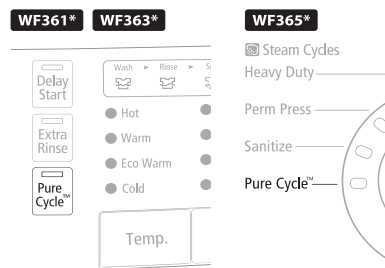 WF361* WF363*
Delay
Start
Extra
Rinse
Pure
Cycle™
Wash ► Rinse ►
Hot
Warm
Eco Warm
Cold
Temp.
WF365*
Steam Cycles
Heavy Duty
Perm Press
Sanitize
Pure Cycle™